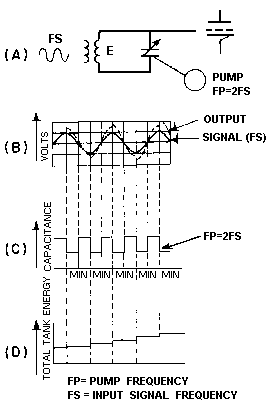 (A)
FS
E
PUMP
FP=2FS
OUTPUT
SIGNAL (FS)
(B)
VOLTS
(C)
CAPACITANCE
FP=2FS
MIN MIN MIN MIN MIN
(D)
TOTAL TANK ENERGY
FP= PUMP FREQUENCY
FS = INPUT SIGNAL FREQUENCY